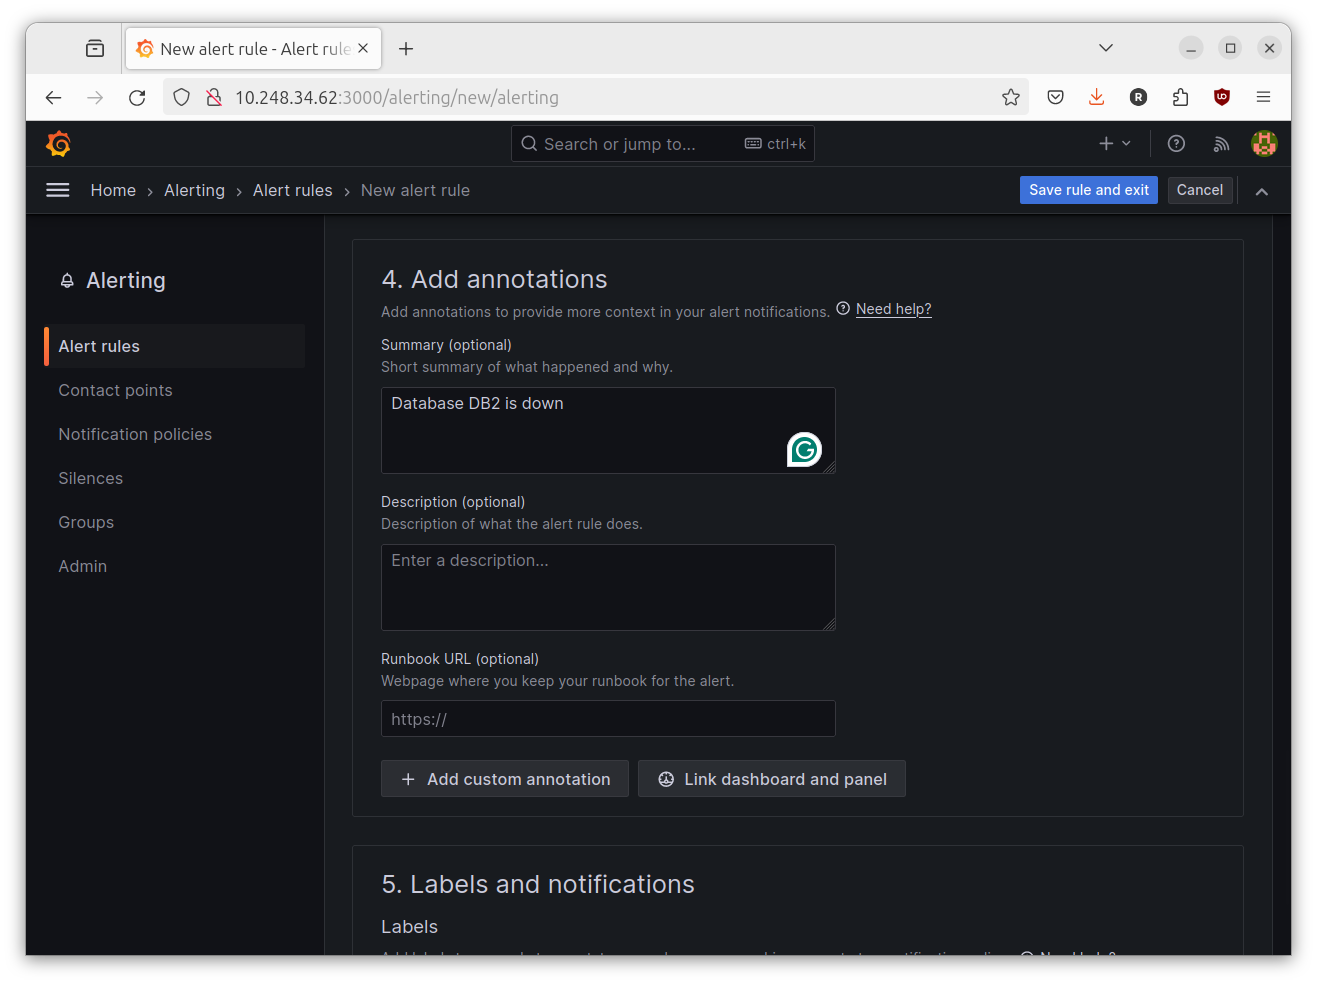 New alert rule - Alert rule
10.248.34.62:3000/alerting/new/alerting
R
Search or jump to...
ctrl+k
Home > Alerting > Alert rules > New alert rule
Save rule and exit
Cancel
Alerting
Alert rules
Contact points
Notification policies
Silences
Groups
Admin
4. Add annotations
Add annotations to provide more context in your alert notifications.
Need help?
Summary (optional)
Short summary of what happened and why.
Database DB2 is down
Description (optional)
Description of what the alert rule does.
Enter a description...
Runbook URL (optional)
Webpage where you keep your runbook for the alert.
https://
+ Add custom annotation
Link dashboard and panel
5. Labels and notifications
Labels